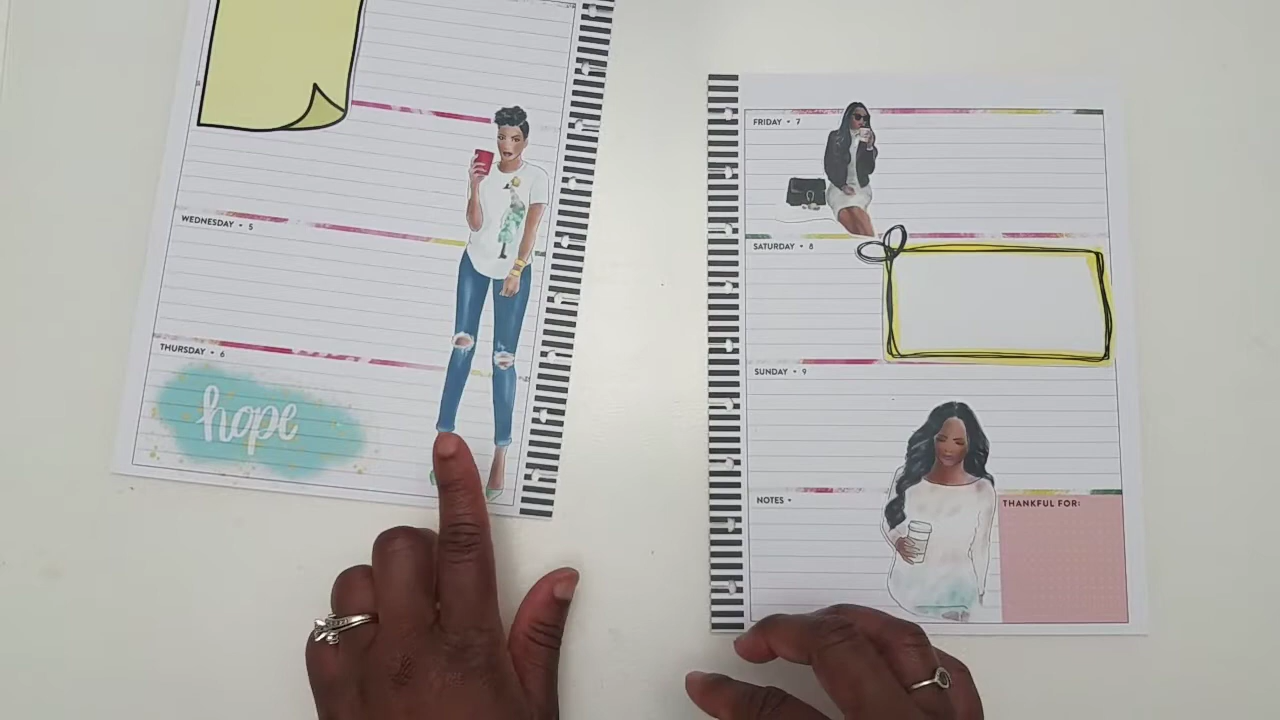 WEDNESDAY • 5
THURSDAY • 6
hope
FRIDAY • 7
SATURDAY • 8
SUNDAY • 9
NOTES •
THANKFUL FOR: